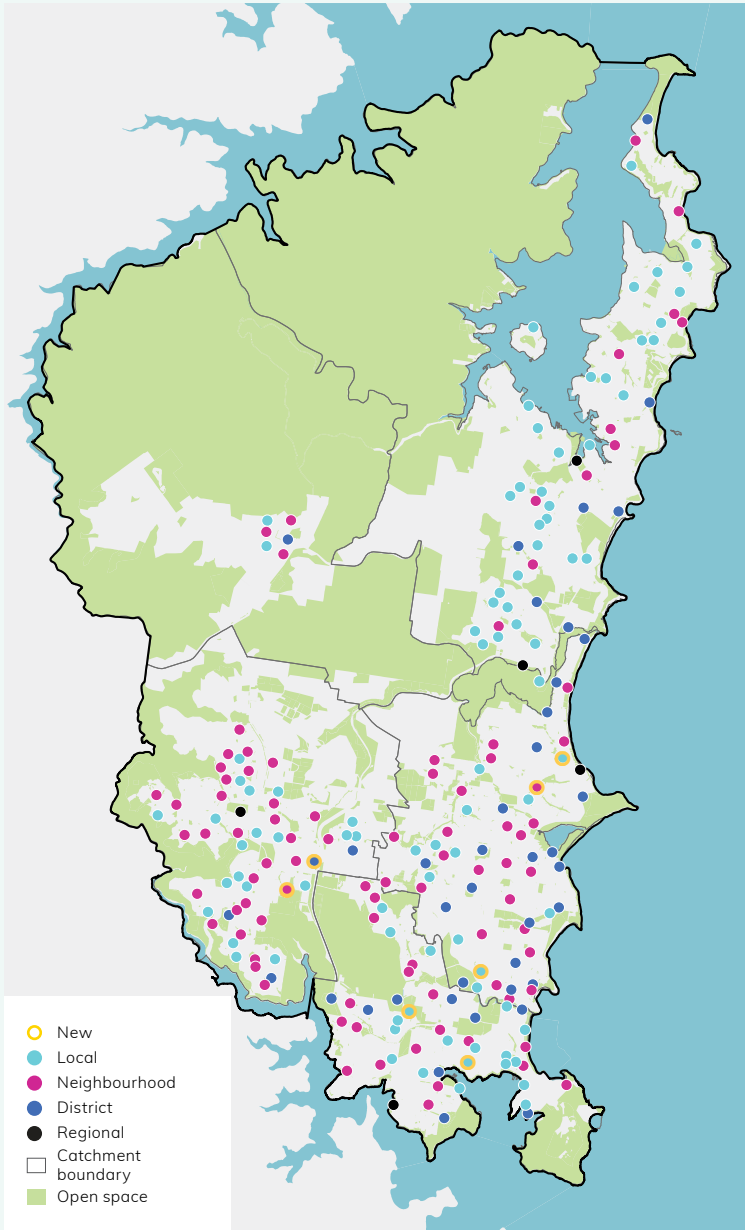 New
Local
Neighbourhood
District
Regional
Catchment
boundary
Open space